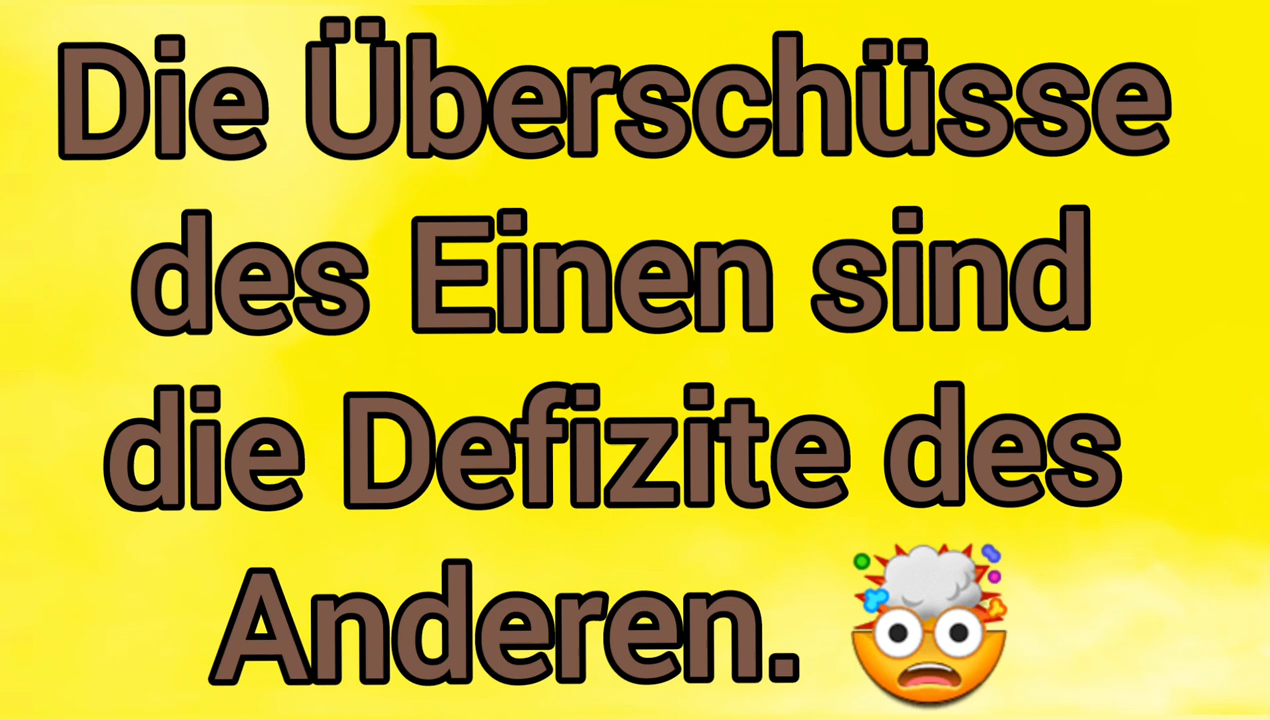 Die Überschüsse
des Einen sind
die Defizite des
Anderen. 🤯